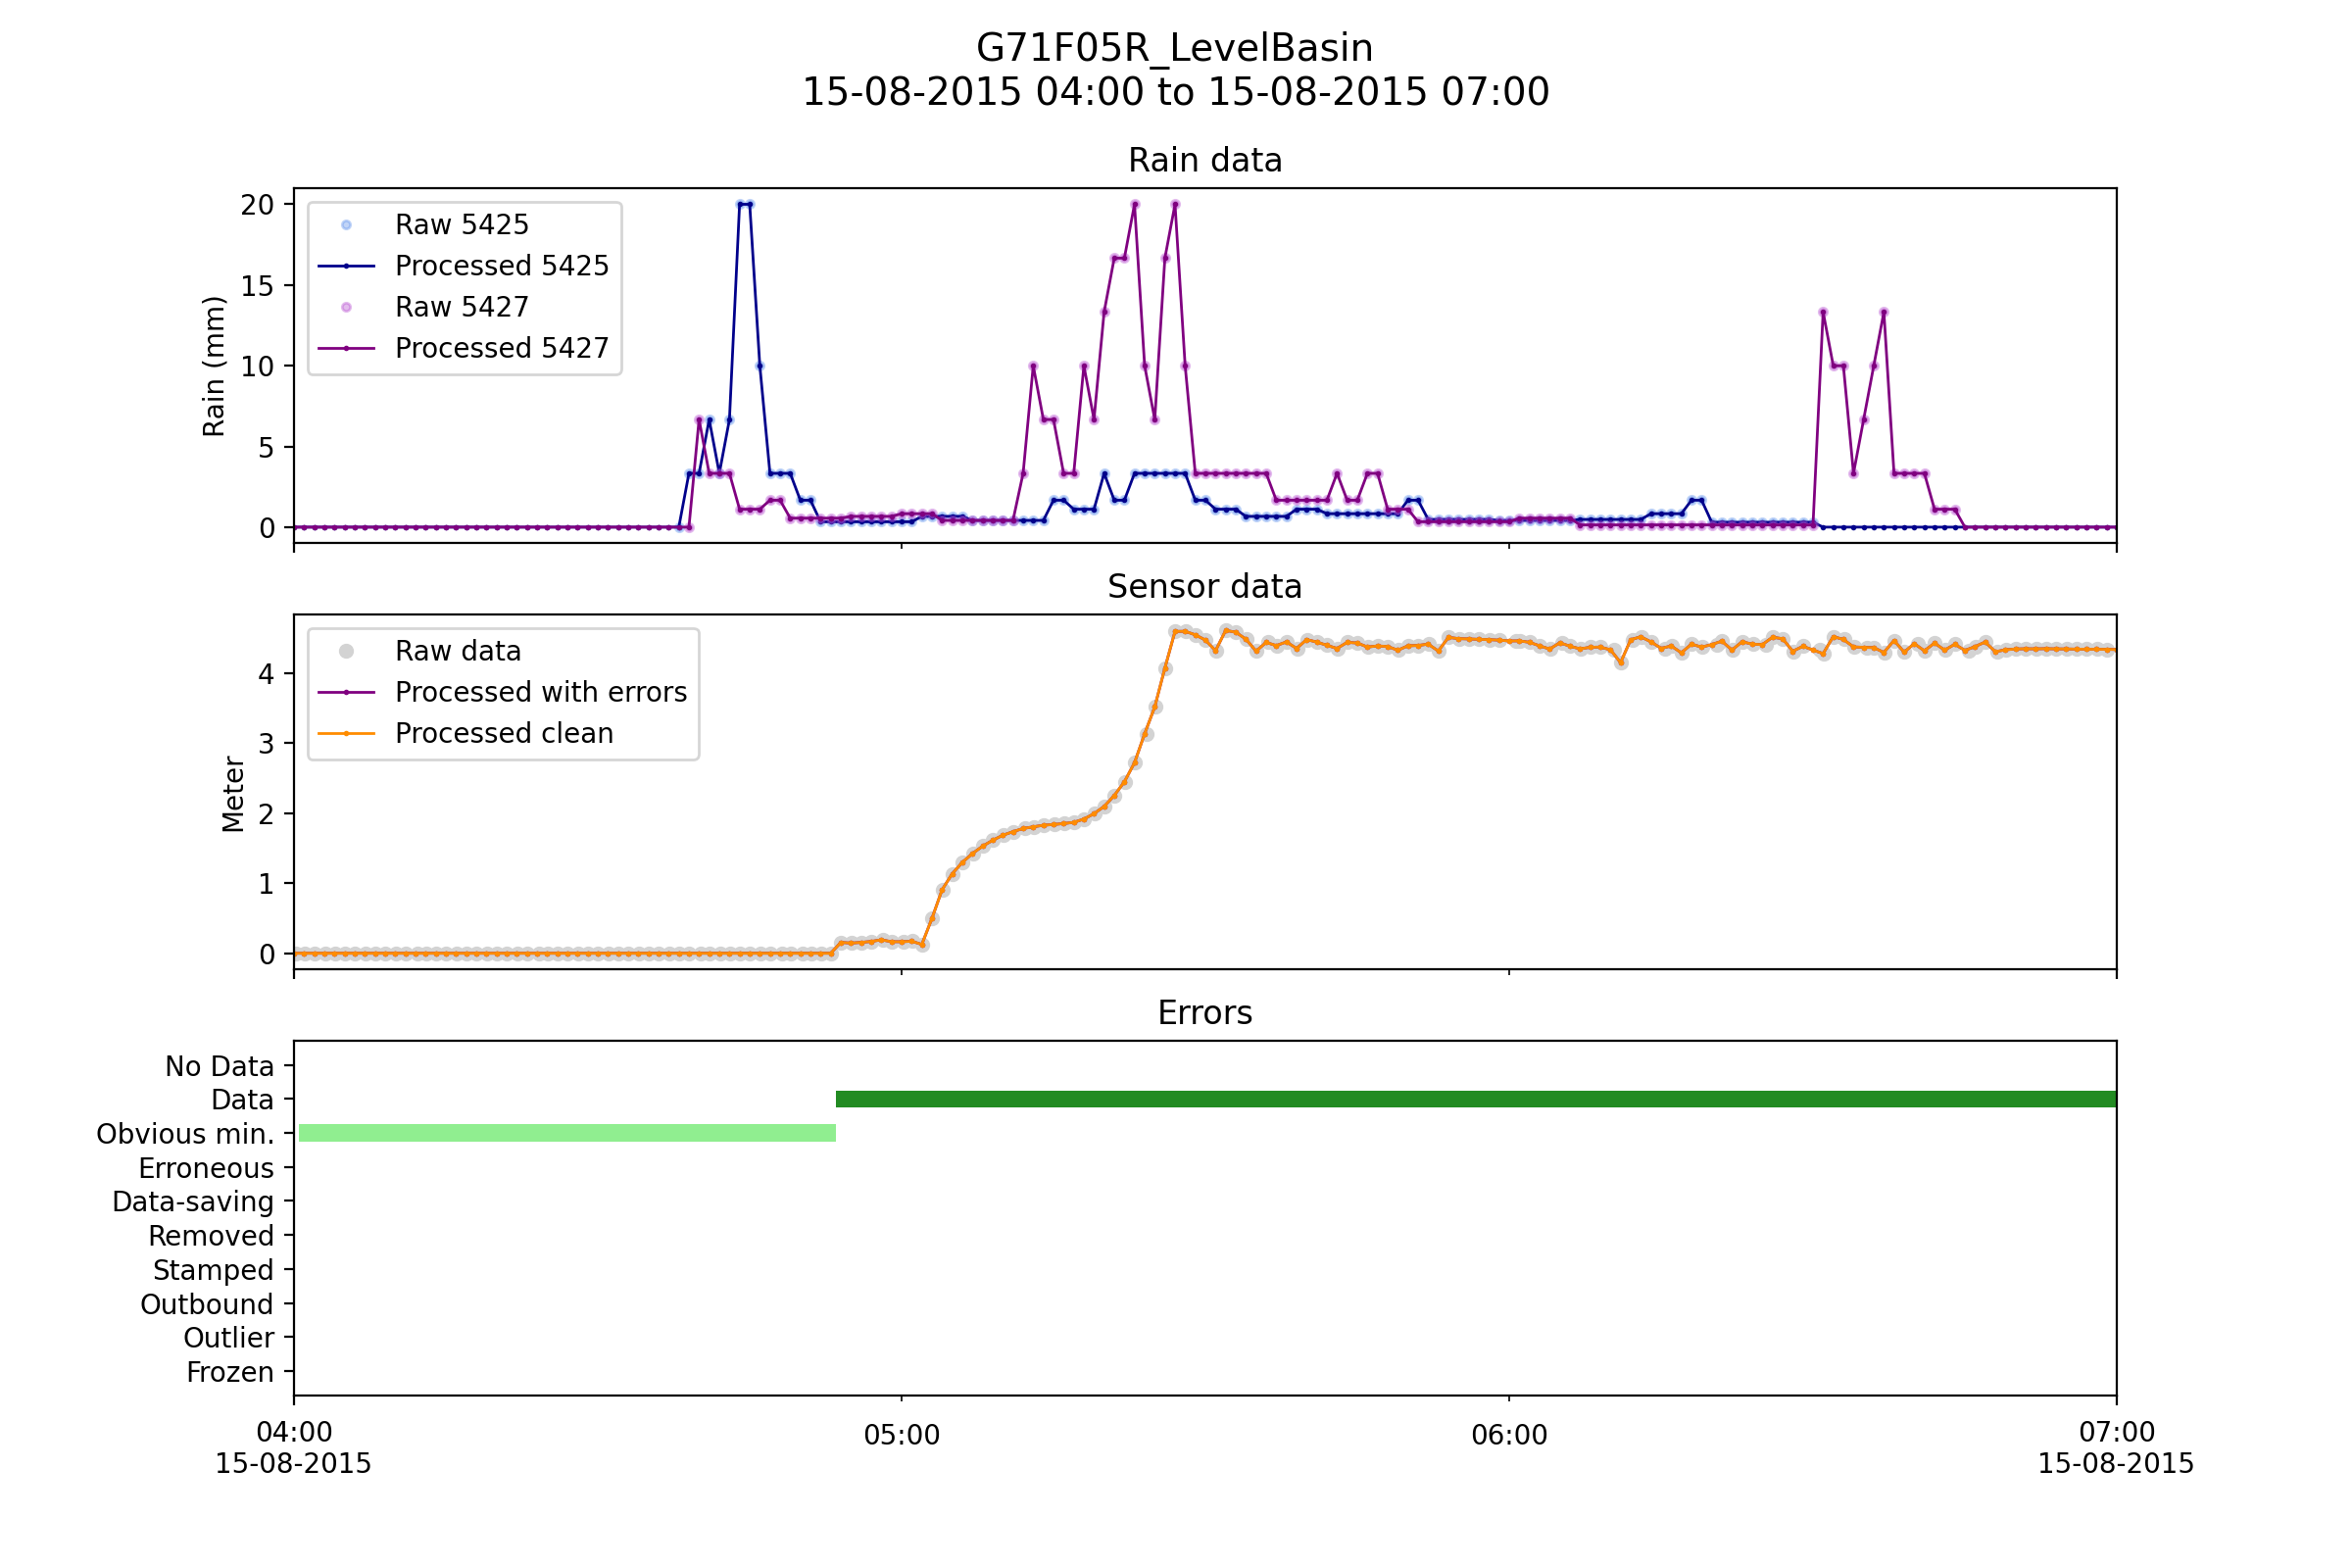 G71F05R_LevelBasin
15-08-2015 04:00 to 15-08-2015 07:00
Rain data
20
15
10
5
0
Rain (mm)
Raw 5425
Processed 5425
Raw 5427
Processed 5427
Sensor data
4
3
2
1
0
Meter
Raw data
Processed with errors
Processed clean
Errors
No Data
Data
Obvious min.
Erroneous
Data-saving
Removed
Stamped
Outbound
Outlier
Frozen
04:00
15-08-2015
05:00
06:00
07:00
15-08-2015